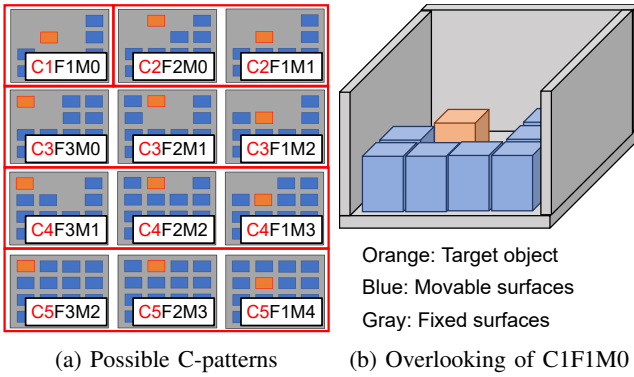 C1F1M0
C2F2M0
C2F1M1
C3F3M0
C3F2M1
C3F1M2
C4F3M1
C4F2M2
C4F1M3
C5F3M2
C5F2M3
C5F1M4
Orange: Target object
Blue: Movable surfaces
Gray: Fixed surfaces
(a) Possible C-patterns
(b) Overlooking of C1F1M0